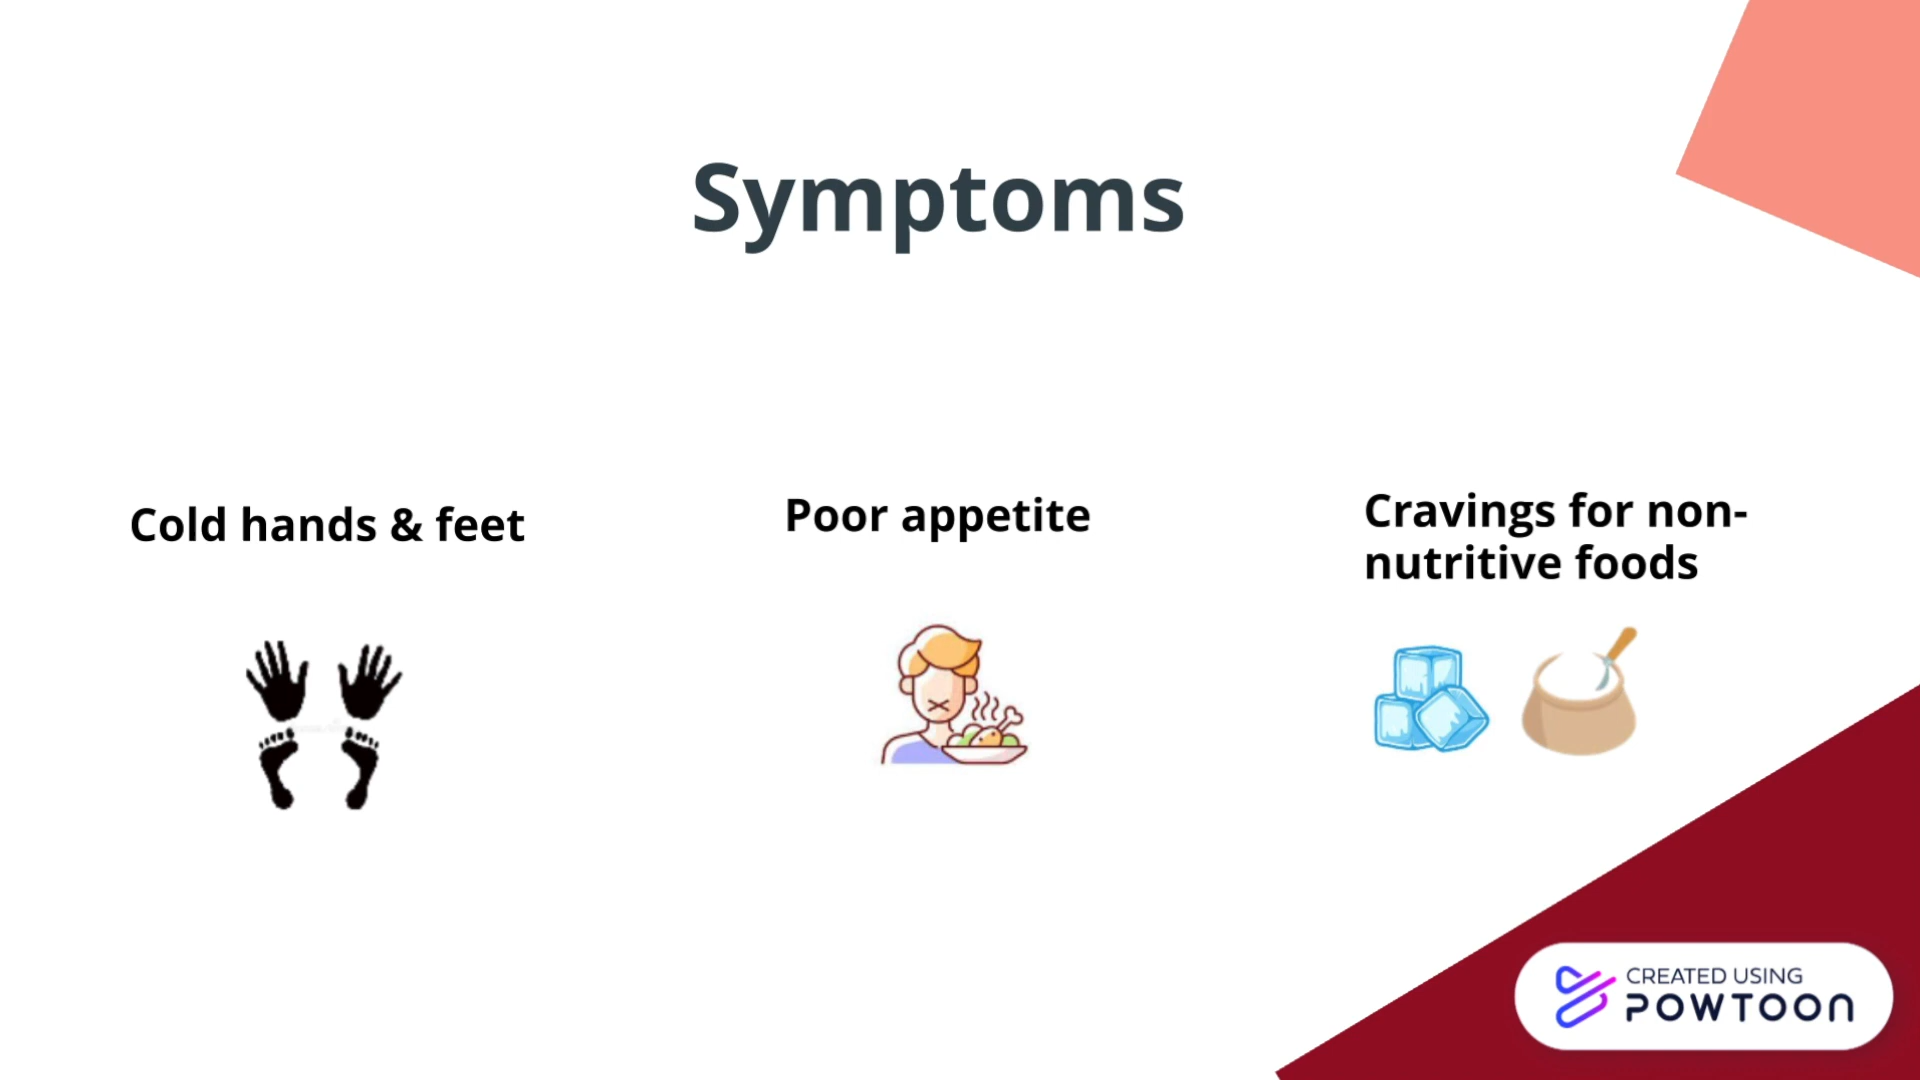 Symptoms
Cold hands & feet
Poor appetite
Cravings for non-
nutritive foods
CREATED USING
POWTOON